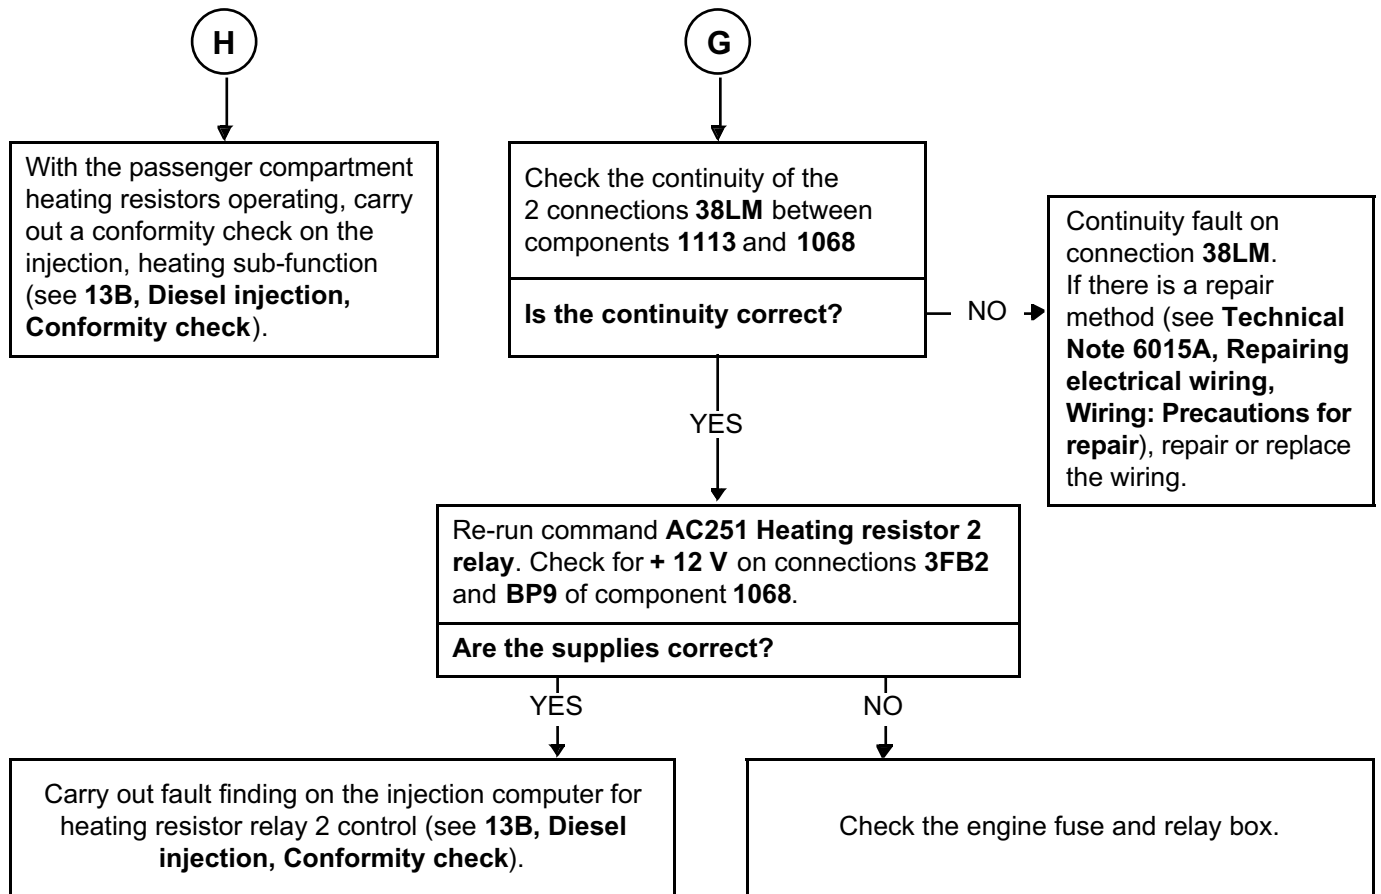 H
G
With the passenger compartment
heating resistors operating, carry
out a conformity check on the
injection, heating sub-function
(see 13B, Diesel injection,
Conformity check).
Check the continuity of the
2 connections 38LM between
components 1113 and 1068
Is the continuity correct?
NO
Continuity fault on
connection 38LM.
If there is a repair
method (see Technical
Note 6015A, Repairing
electrical wiring,
Wiring: Precautions for
repair), repair or replace
the wiring.
YES
Re-run command AC251 Heating resistor 2
relay. Check for + 12 V on connections 3FB2
and BP9 of component 1068.
Are the supplies correct?
YES
NO
Carry out fault finding on the injection computer for
heating resistor relay 2 control (see 13B, Diesel
injection, Conformity check).
Check the engine fuse and relay box.